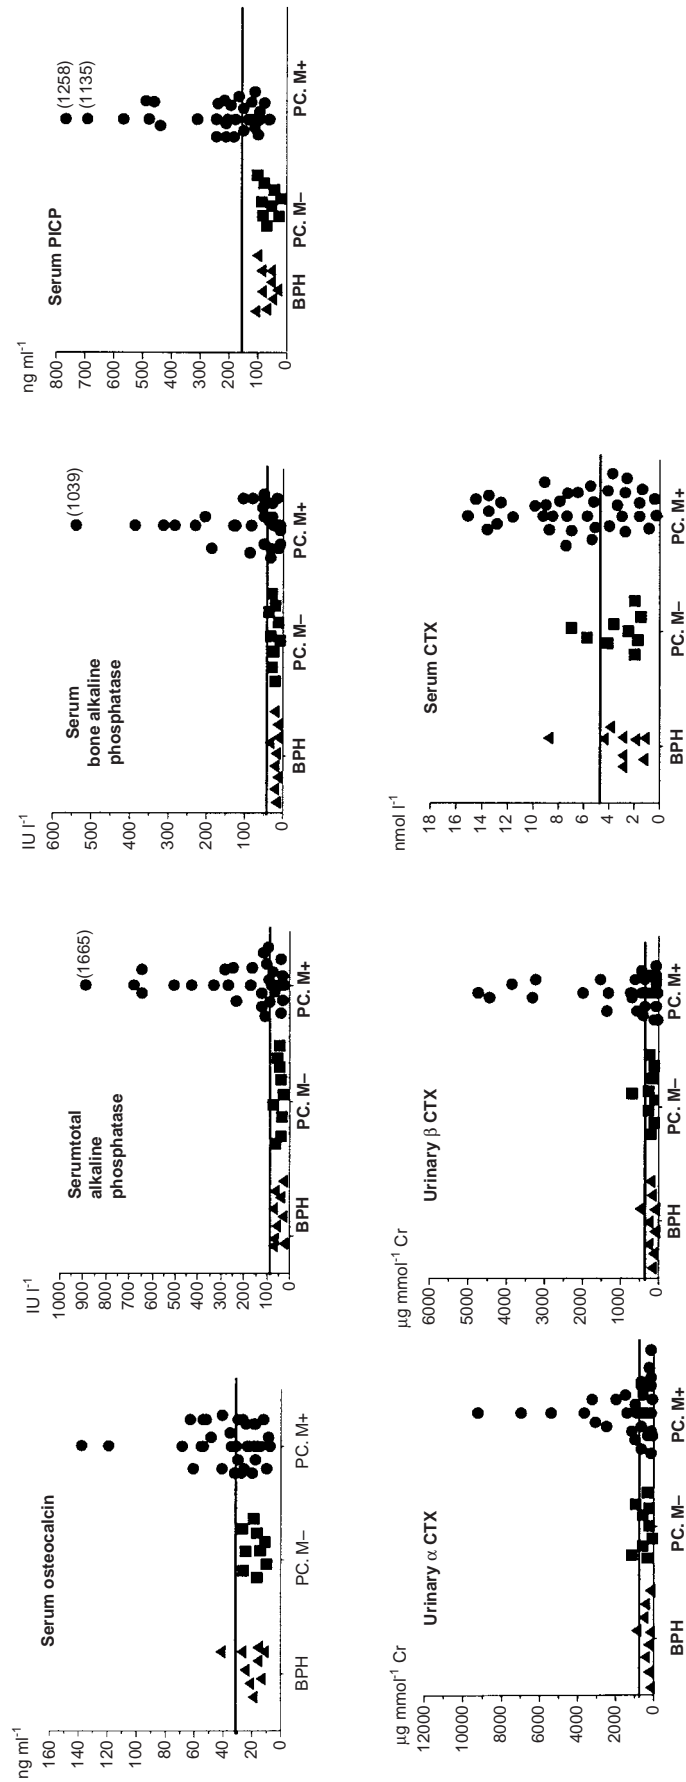 ng ml⁻¹
Serum osteocalcin
160
140
120
100
80
60
40
20
0
BPH PC. M– PC. M+
IU l⁻¹
Serumtotal
alkaline
phosphatase
(1665)
1000
900
800
700
600
500
400
300
200
100
0
BPH PC. M– PC. M+
IU l⁻¹
Serum
bone alkaline
phosphatase
(1039)
600
500
400
300
200
100
0
BPH PC. M– PC. M+
ng ml⁻¹
Serum PICP
(1258)
(1135)
800
700
600
500
400
300
200
100
0
BPH PC. M– PC. M+
µg mmol⁻¹ Cr
Urinary α CTX
12000
10000
8000
6000
4000
2000
0
BPH PC. M– PC. M+
µg mmol⁻¹ Cr
Urinary β CTX
6000
5000
4000
3000
2000
1000
0
BPH PC. M– PC. M+
nmol l⁻¹
Serum CTX
18
16
14
12
10
8
6
4
2
0
BPH PC. M– PC. M+